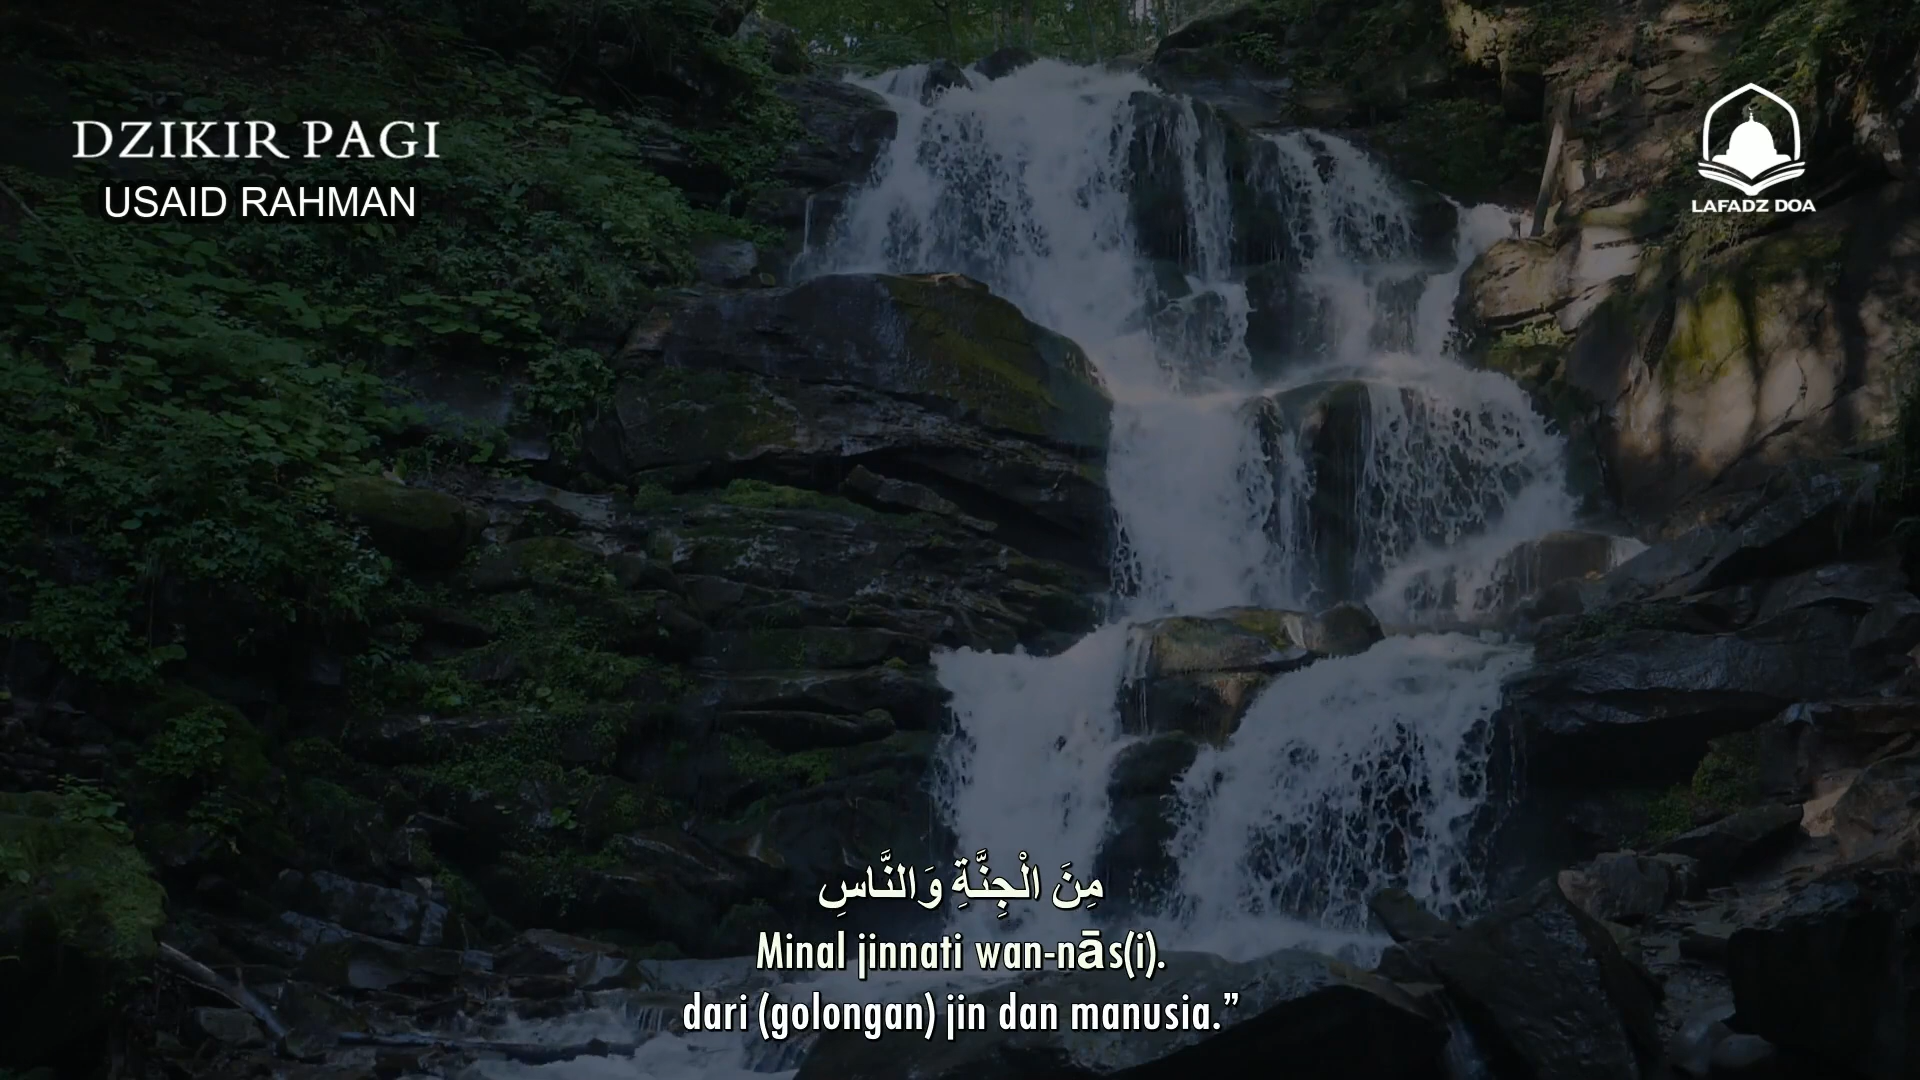 DZIKIR PAGI
USAID RAHMAN
LAFADZ DOA
مِنَ الْجِنَّةِ وَالنَّاسِ
Minal jinnati wan-nās(i).
dari (golongan) jin dan manusia.”